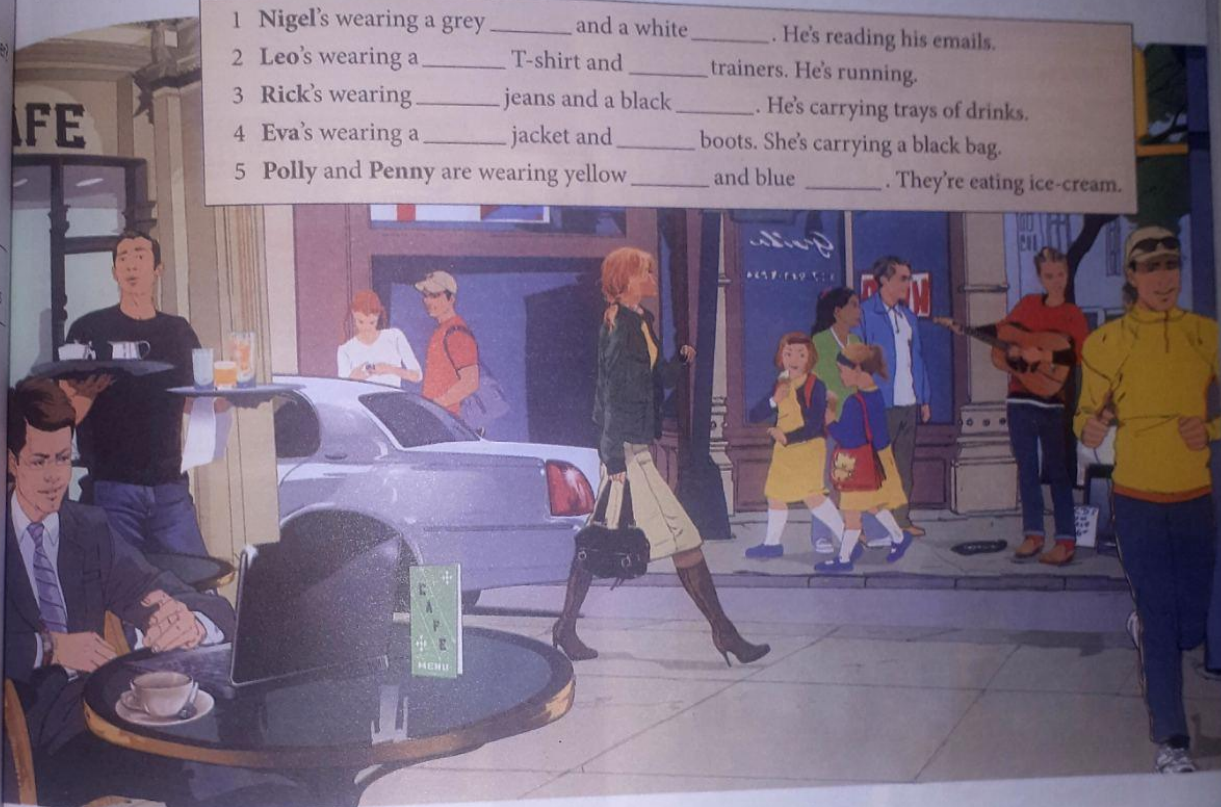 1 Nigel's wearing a grey _______ and a white _______. He's reading his emails.
2 Leo's wearing a _______ T-shirt and _______ trainers. He's running.
3 Rick's wearing _______ jeans and a black _______. He's carrying trays of drinks.
4 Eva's wearing a _______ jacket and _______ boots. She's carrying a black bag.
5 Polly and Penny are wearing yellow _______ and blue _______. They're eating ice-cream.
AFE
CAFE
MENU